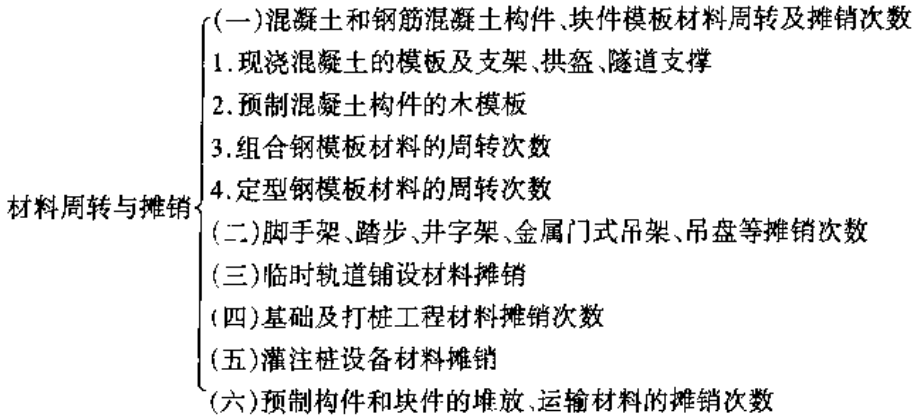 材料周转与摊销
(一)混凝土和钢筋混凝土构件、块件模板材料周转及摊销次数
1.现浇混凝土的模板及支架、拱盔、隧道支撑
2.预制混凝土构件的木模板
3.组合钢模板材料的周转次数
4.定型钢模板材料的周转次数
(二)脚手架、踏步、井字架、金属门式吊架、吊盘等摊销次数
(三)临时轨道铺设材料摊销
(四)基础及打桩工程材料摊销次数
(五)灌注桩设备材料摊销
(六)预制构件和块件的堆放、运输材料的摊销次数